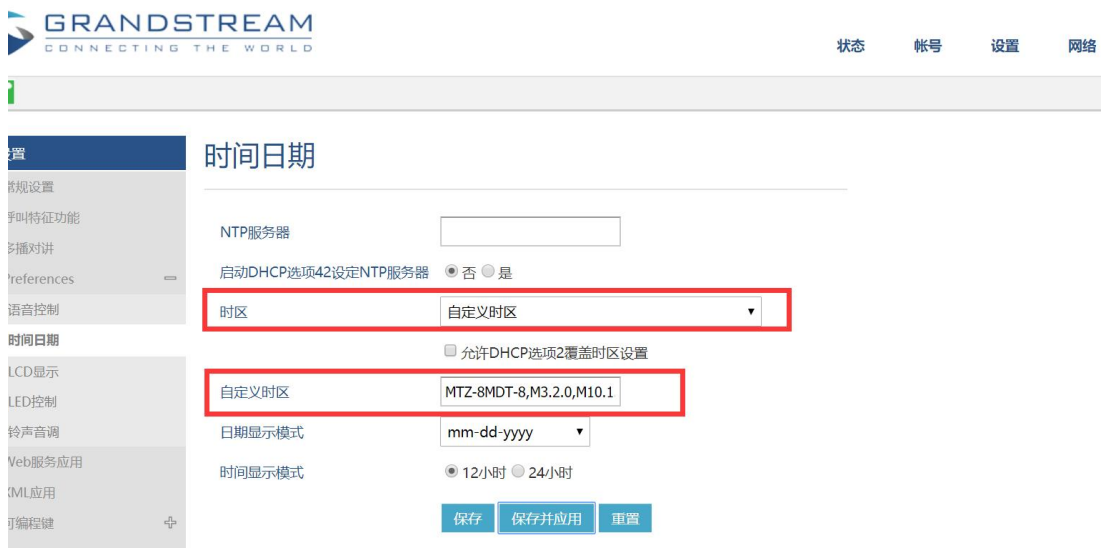 GRANDSTREAM
CONNECTING THE WORLD
状态 帐号 设置 网络
置
常规设置
呼叫特征功能
多播对讲
Preferences
语音控制
时间日期
LCD显示
LED控制
铃声音调
Web服务应用
XML应用
可编程键
时间日期
NTP服务器
启动DHCP选项42设定NTP服务器 否 是
时区 自定义时区
允许DHCP选项2覆盖时区设置
自定义时区 MTZ-8MDT-8,M3.2.0,M10.1
日期显示模式 mm-dd-yyyy
时间显示模式 12小时 24小时
保存 保存并应用 重置